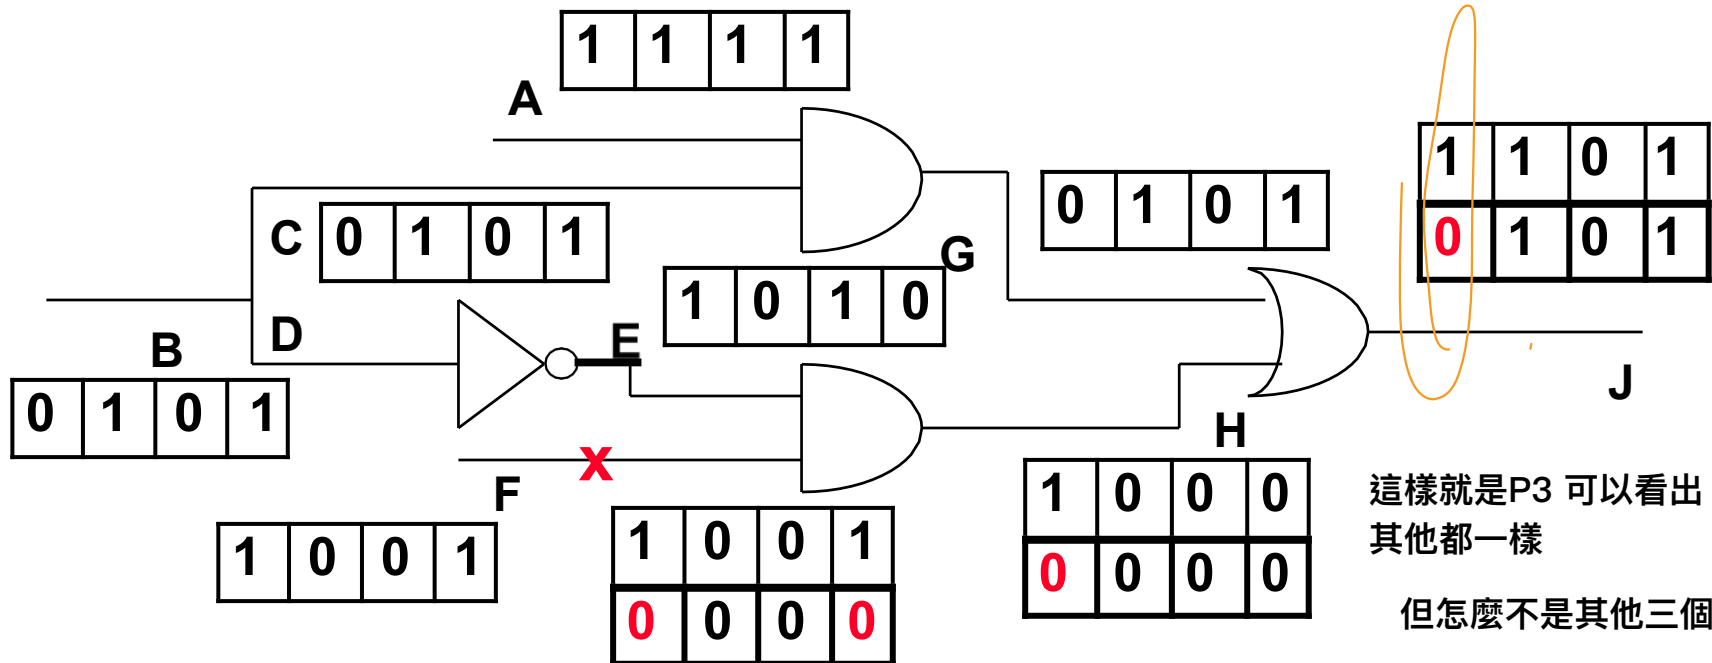 1 1 1 1
A
1 1 0 1
0 1 0 1
0 1 0 1
C
0 1 0 1
G
1 0 1 0
B
D
E
J
0 1 0 1
H
X
F
1 0 0 0
0 0 0 0
1 0 0 1
1 0 0 1
0 0 0 0
這樣就是P3 可以看出
其他都一樣
但怎麼不是其他三個